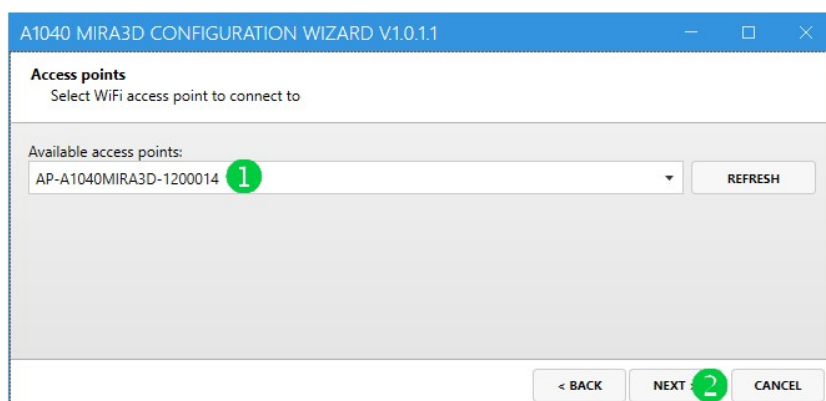 A1040 MIRA3D CONFIGURATION WIZARD V.1.0.1.1
Access points
Select WiFi access point to connect to
Available access points:
AP-A1040MIRA3D-1200014 1
REFRESH
< BACK NEXT > 2 CANCEL